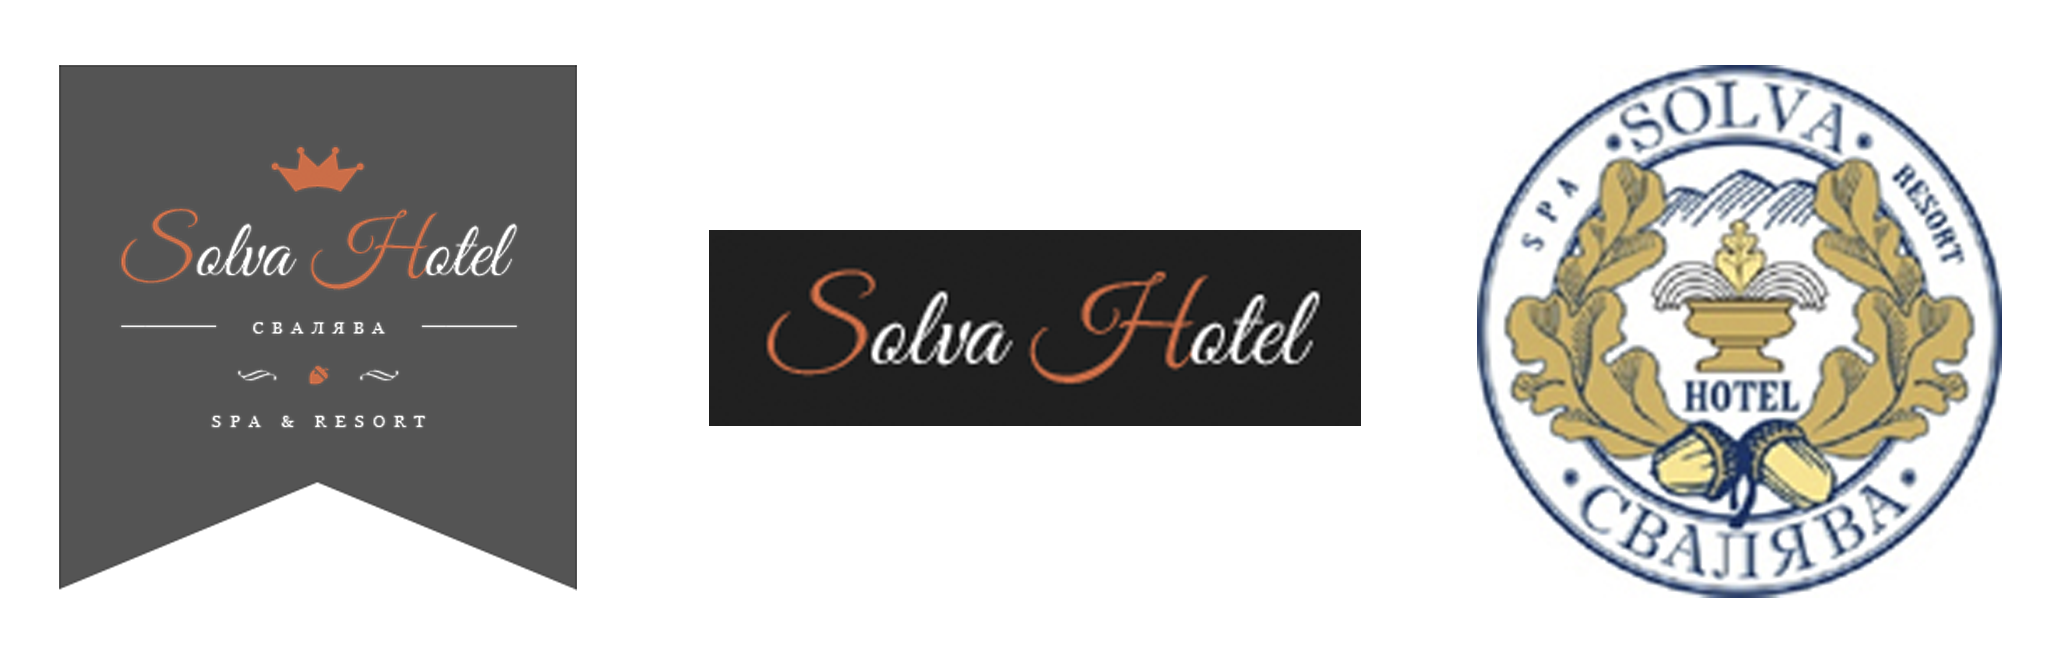 Solva Hotel
СВАЛЯВА
SPA & RESORT
Solva Hotel
SOLVA
SPA
RESORT
HOTEL
СВАЛЯВА